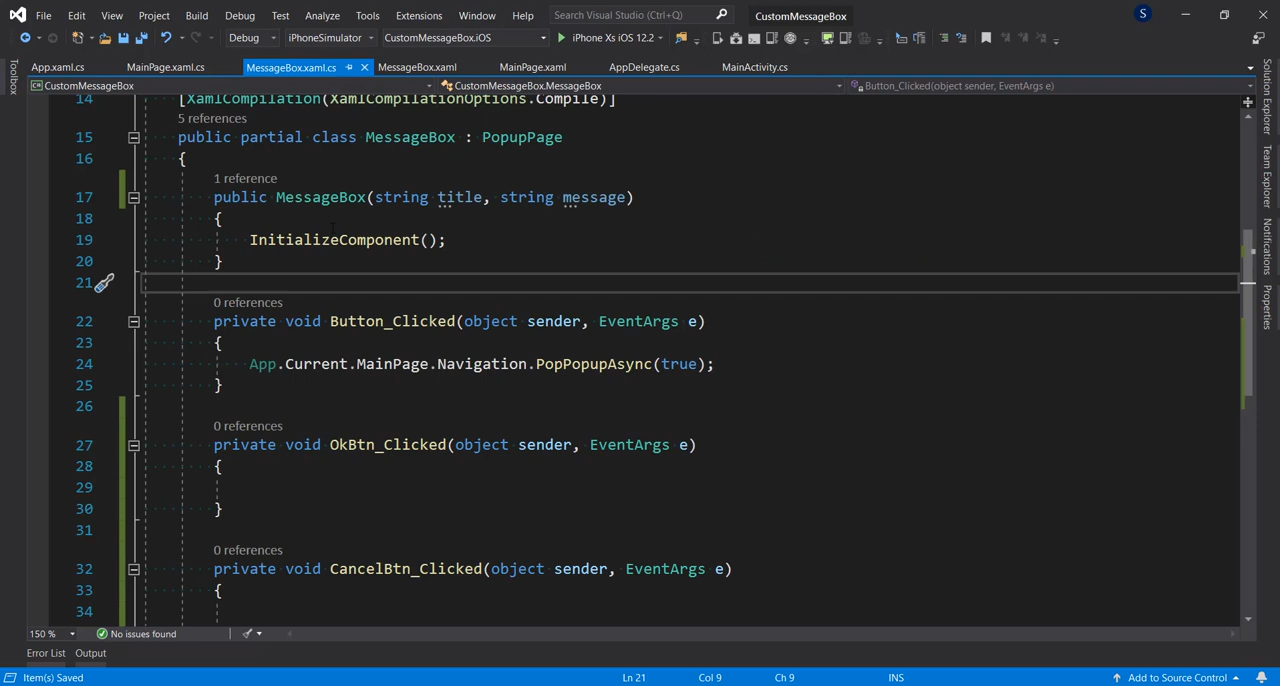 File Edit View Project Build Debug Test Analyze Tools Extensions Window Help Search Visual Studio (Ctrl+Q) CustomMessageBox S
Debug iPhoneSimulator CustomMessageBox.iOS iPhone Xs iOS 12.2
App.xaml.cs MainPage.xaml.cs MessageBox.xaml.cs MessageBox.xaml MainPage.xaml AppDelegate.cs MainActivity.cs
CustomMessageBox CustomMessageBox.MessageBox Button_Clicked(object sender, EventArgs e)
14 [XamlCompilation(XamlCompilationOptions.Compile)]
5 references
15 public partial class MessageBox : PopupPage
16 {
1 reference
17 public MessageBox(string title, string message)
18 {
19 InitializeComponent();
20 }
21
0 references
22 private void Button_Clicked(object sender, EventArgs e)
23 {
24 App.Current.MainPage.Navigation.PopPopupAsync(true);
25 }
26
0 references
27 private void OkBtn_Clicked(object sender, EventArgs e)
28 {
29
30 }
31
0 references
32 private void CancelBtn_Clicked(object sender, EventArgs e)
33 {
34
150 % No issues found
Error List Output
Item(s) Saved Ln 21 Col 9 Ch 9 INS Add to Source Control
Toolbox
Solution Explorer
Team Explorer
Notifications
Properties